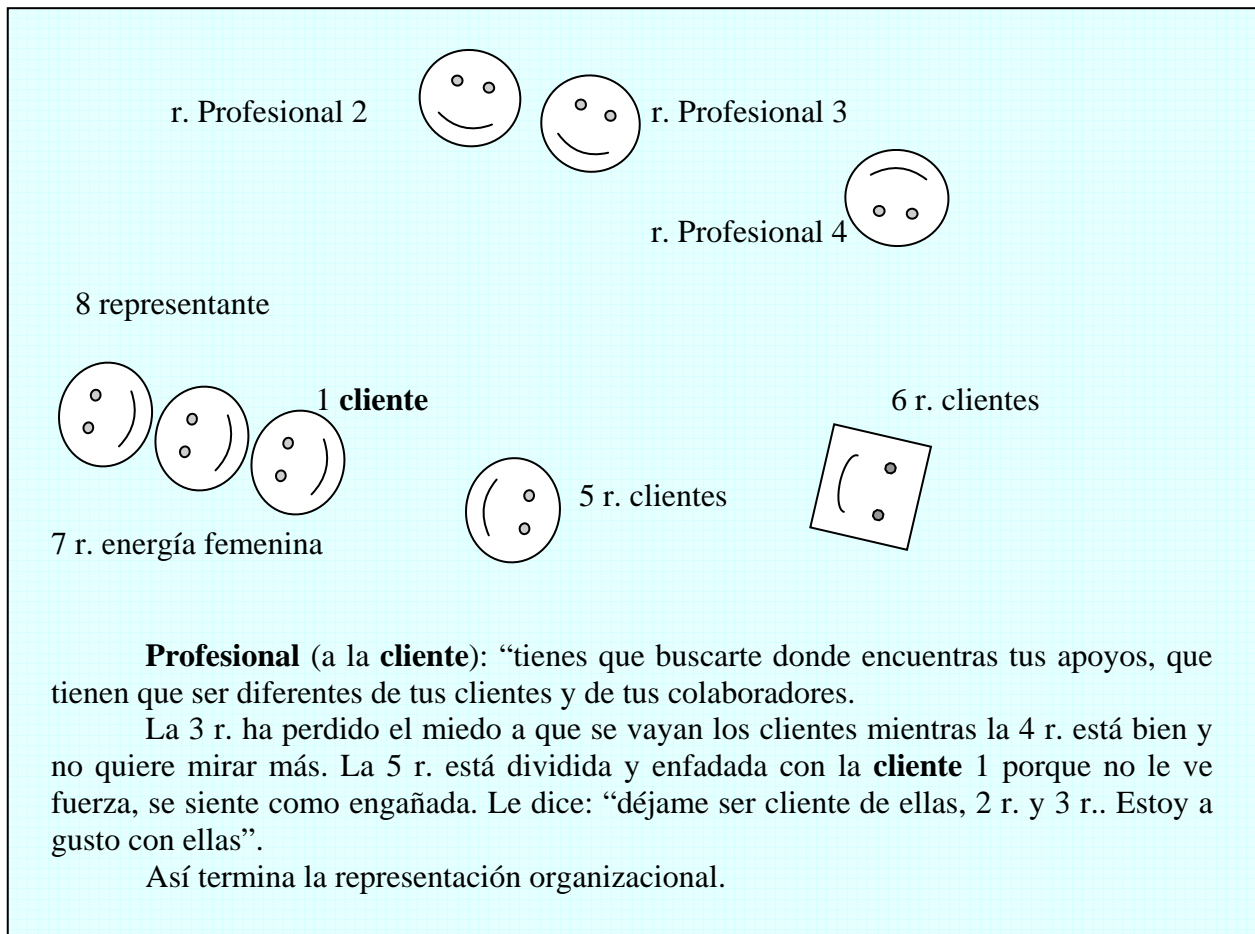 r. Profesional 2
r. Profesional 3
r. Profesional 4
8 representante
1 cliente
6 r. clientes
5 r. clientes
7 r. energía femenina
Profesional (a la cliente): “tienes que buscarte donde encuentras tus apoyos, que
tienen que ser diferentes de tus clientes y de tus colaboradores.
La 3 r. ha perdido el miedo a que se vayan los clientes mientras la 4 r. está bien y
no quiere mirar más. La 5 r. está dividida y enfadada con la cliente 1 porque no le ve
fuerza, se siente como engañada. Le dice: “déjame ser cliente de ellas, 2 r. y 3 r.. Estoy a
gusto con ellas”.
Así termina la representación organizacional.